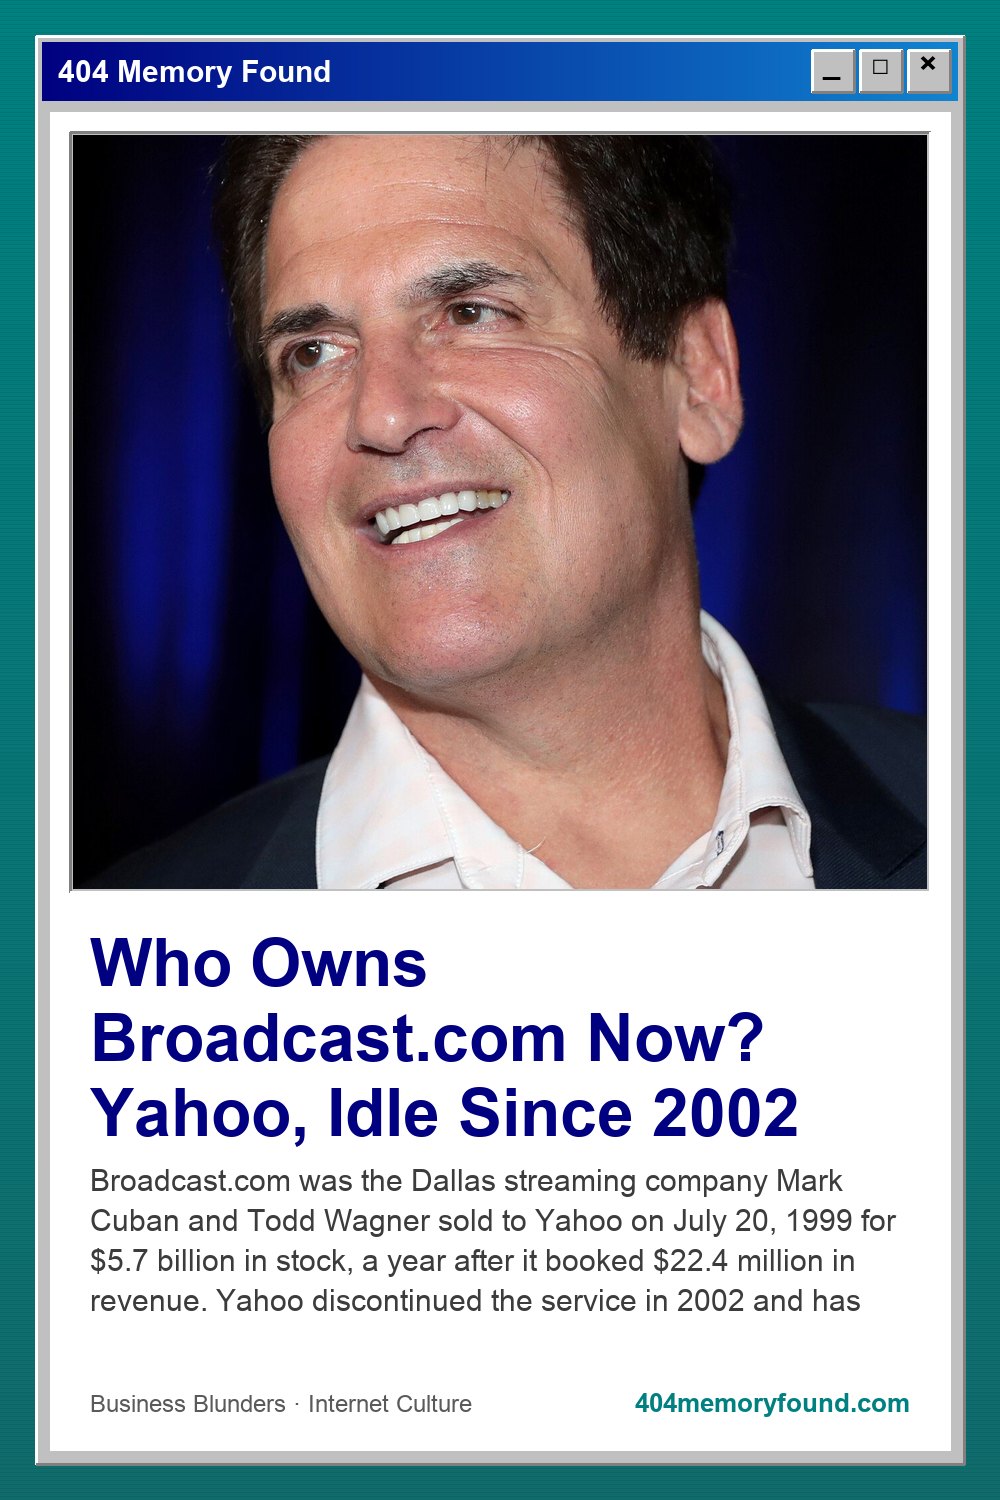 404 Memory Found
Who Owns
Broadcast.com Now?
Yahoo, Idle Since 2002
Broadcast.com was the Dallas streaming company Mark
Cuban and Todd Wagner sold to Yahoo on July 20, 1999 for
$5.7 billion in stock, a year after it booked $22.4 million in
revenue. Yahoo discontinued the service in 2002 and has
Business Blunders · Internet Culture
404memoryfound.com